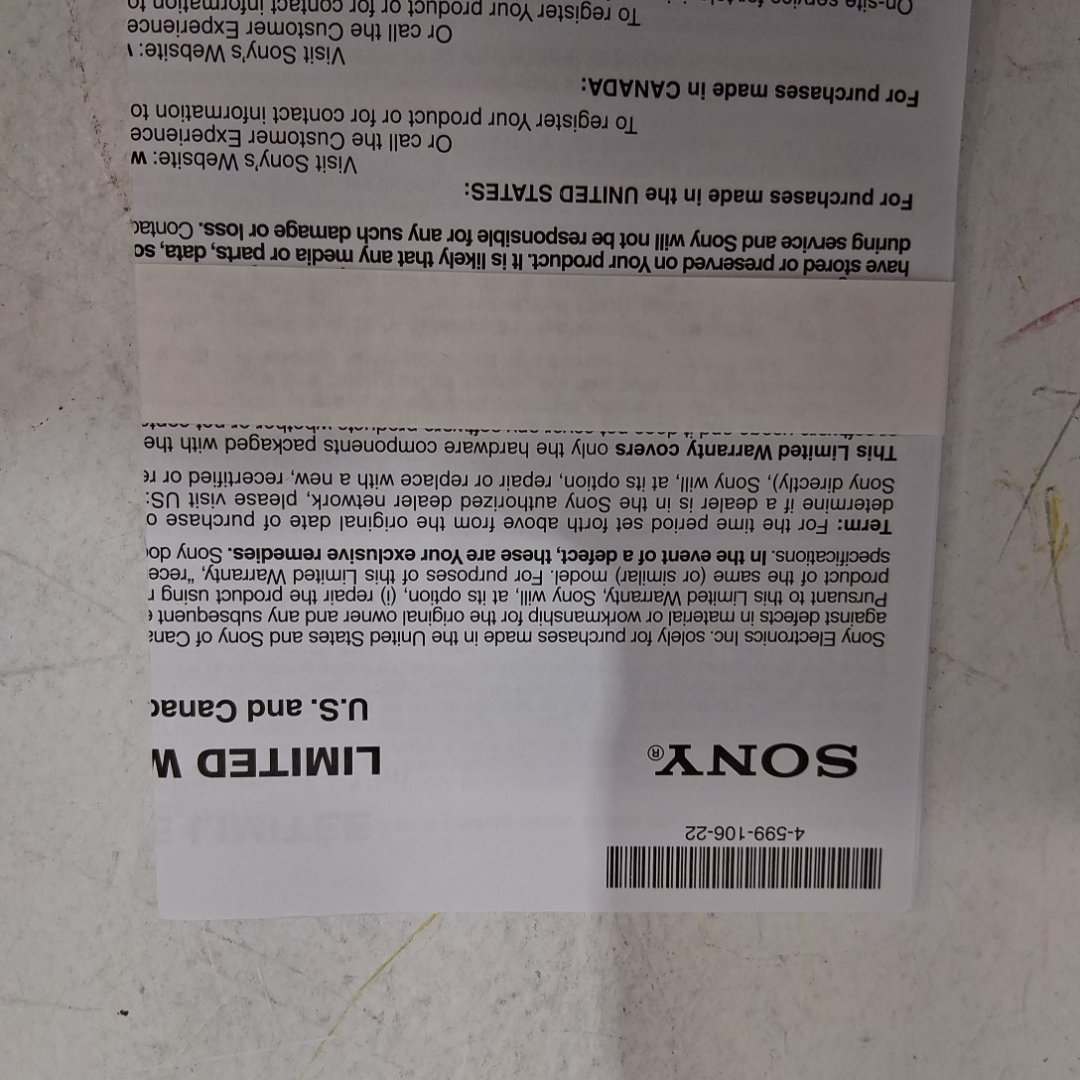 4-599-106-22
SONY®
LIMITED W
U.S. and Canad
Sony Electronics Inc. solely for purchases made in the United States and Sony of Cana
against defects in material or workmanship for the original owner and any subsequent
Pursuant to this Limited Warranty, Sony will, at its option, (i) repair the product using
product of the same (or similar) model. For purposes of this Limited Warranty, “rece
specifications. In the event of a defect, these are Your exclusive remedies. Sony do
Term: For the time period set forth above from the original date of purchase o
determine if a dealer is in the Sony authorized dealer network, please visit US:
Sony directly), Sony will, at its option, repair or replace with a new, recertified or re
This Limited Warranty covers only the hardware components packaged with the
have stored or preserved on Your product. It is likely that any media or parts, data, so
during service and Sony will not be responsible for any such damage or loss. Contac
For purchases made in the UNITED STATES:
Visit Sony's Website: w
Or call the Customer Experience
To register Your product or for contact information to
For purchases made in CANADA:
Visit Sony's Website:
Or call the Customer Experience
To register Your product or for contact information to
On-site service